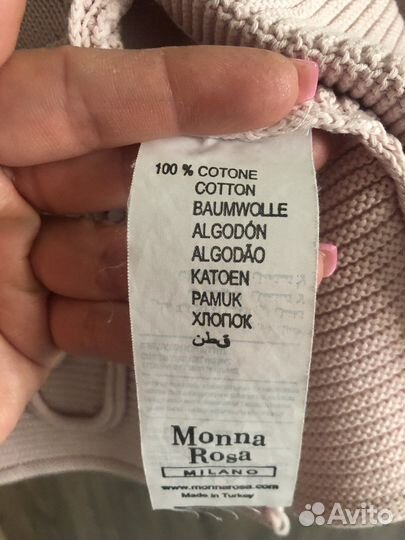 100 % COTONE
COTTON
BAUMWOLLE
ALGODÓN
ALGODÃO
KATOEN
PAMUK
ХЛОПОК
قطن
Monna
Rosa
MILANO
www.monnarosa.com
Made in Turkey
Avito